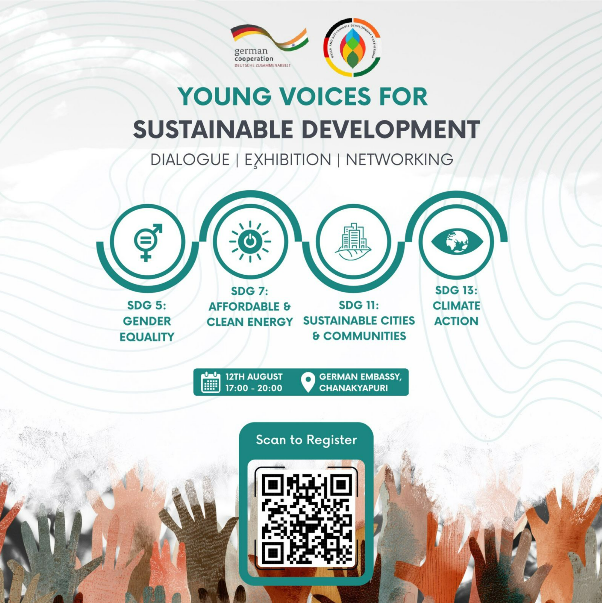 german
cooperation
DEUTSCHE ZUSAMMENARBEIT
YOUNG VOICES FOR
SUSTAINABLE DEVELOPMENT
DIALOGUE | EXHIBITION | NETWORKING
SDG 5:
GENDER
EQUALITY
SDG 7:
AFFORDABLE &
CLEAN ENERGY
SDG 11:
SUSTAINABLE CITIES
& COMMUNITIES
SDG 13:
CLIMATE
ACTION
12TH AUGUST
17:00 - 20:00
GERMAN EMBASSY,
CHANAKYAPURI
Scan to Register